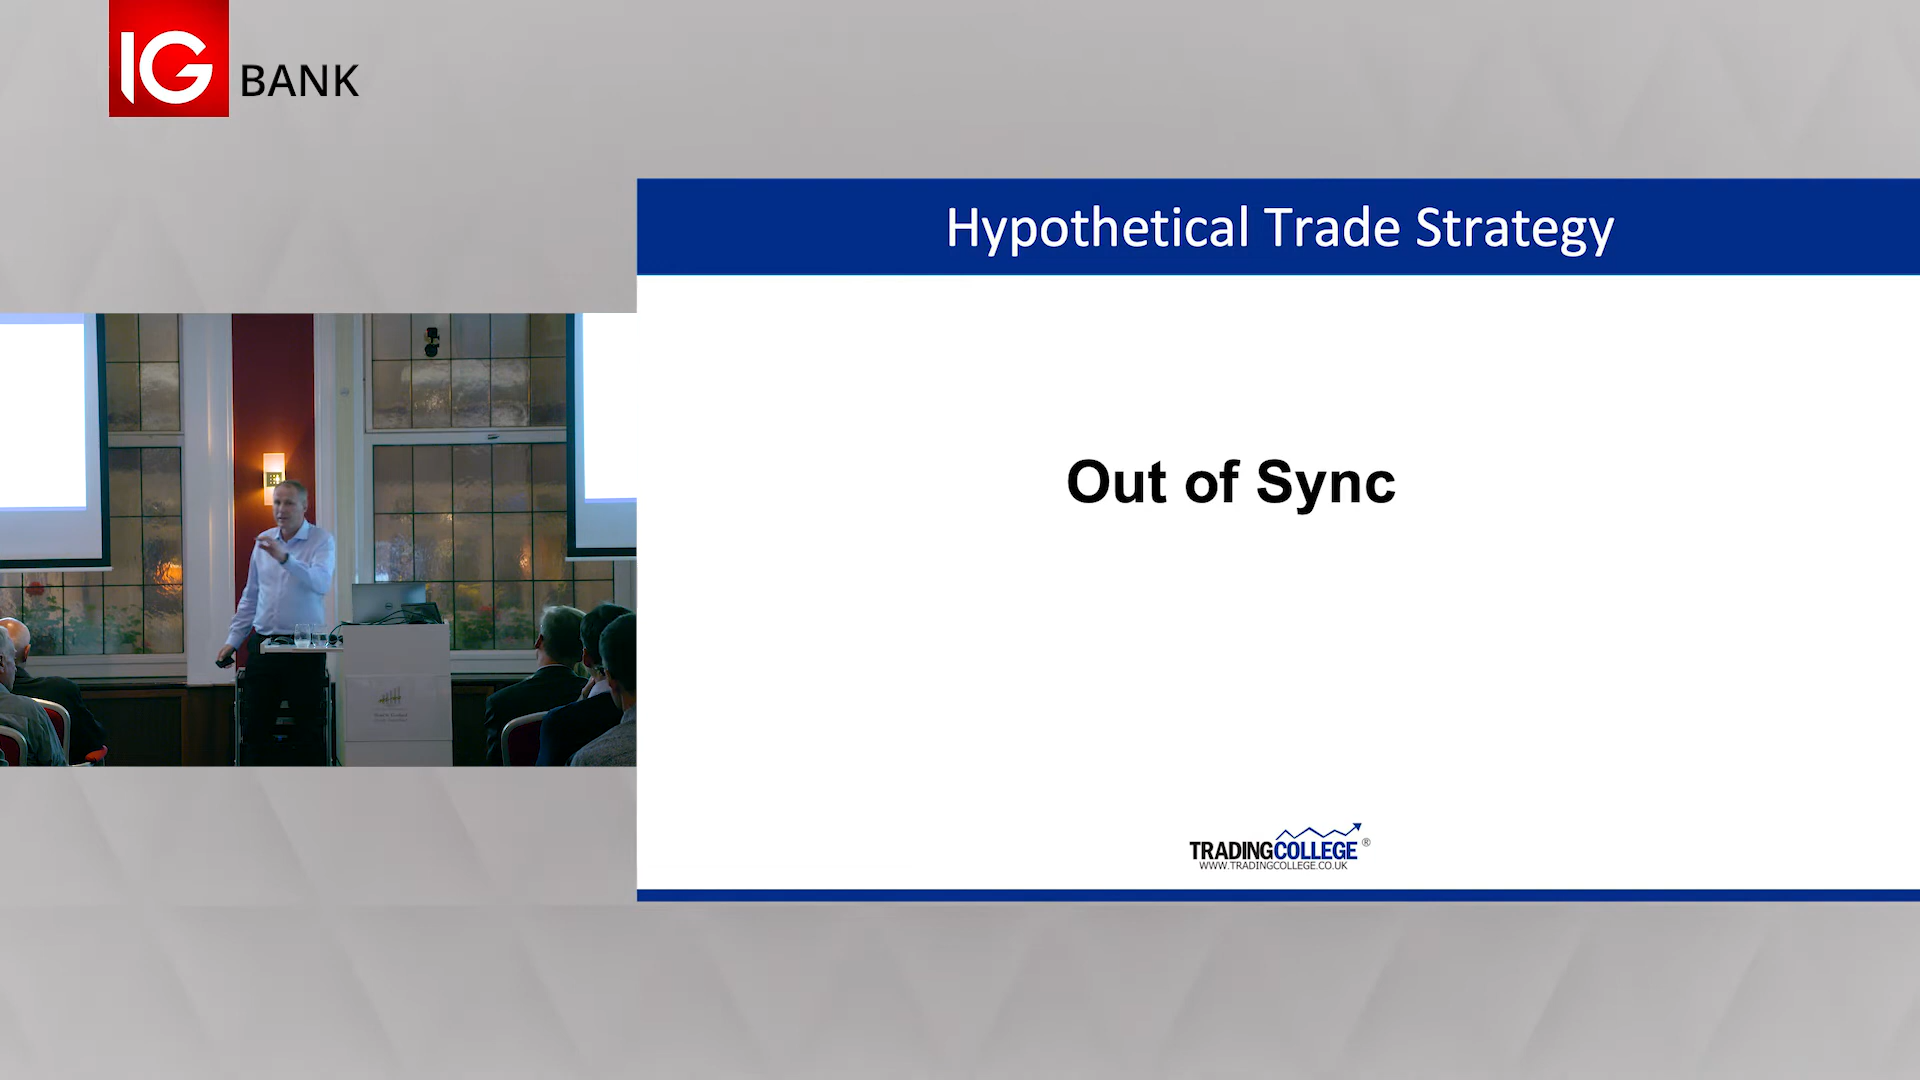 IG BANK
Hypothetical Trade Strategy
Out of Sync
TRADINGCOLLEGE ®
WWW.TRADINGCOLLEGE.CO.UK